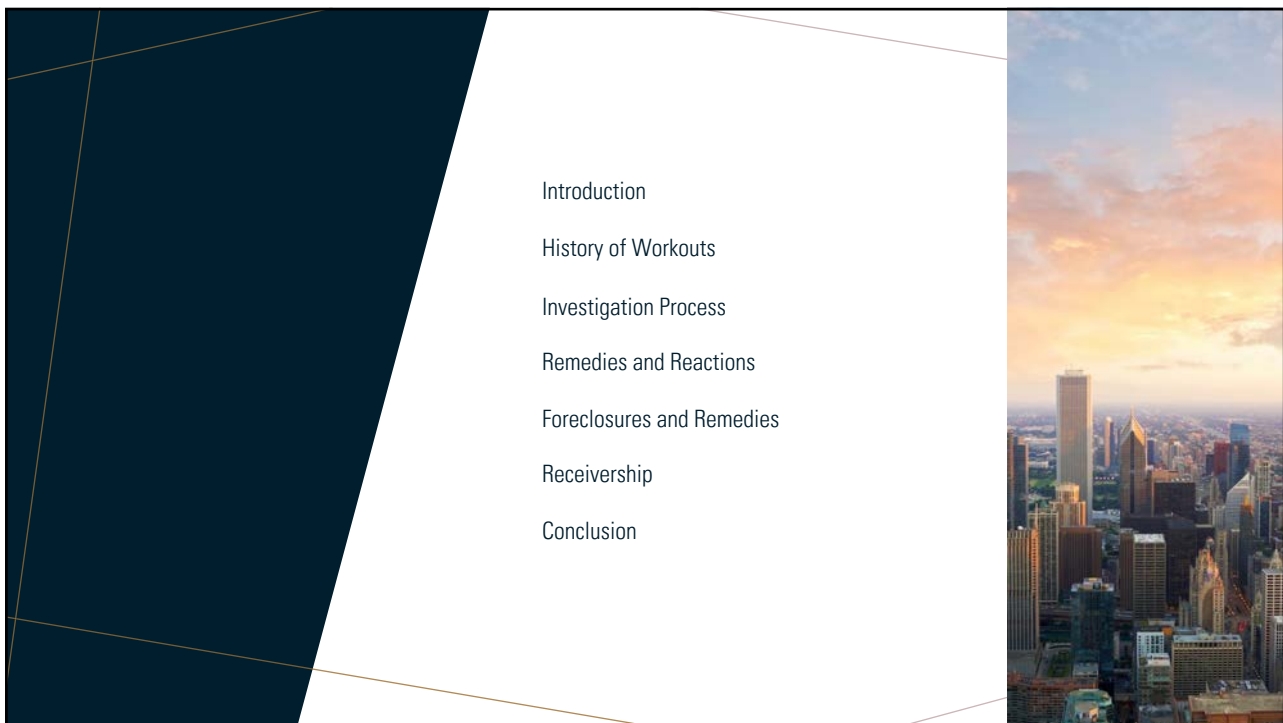 Introduction
History of Workouts
Investigation Process
Remedies and Reactions
Foreclosures and Remedies
Receivership
Conclusion